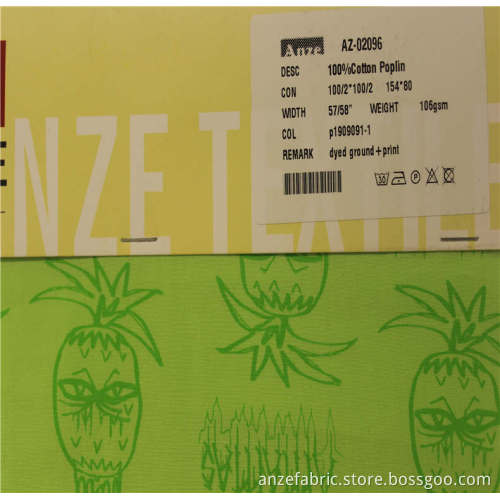 Anze AZ-02096
DESC 100%Cotton Poplin
CON 100/2*100/2 154*80
WIDTH 57/58" WEIGHT 106gsm
COL p1909091-1
REMARK dyed ground+print
NZE TEXTILE
anzefabric.store.bossgoo.com